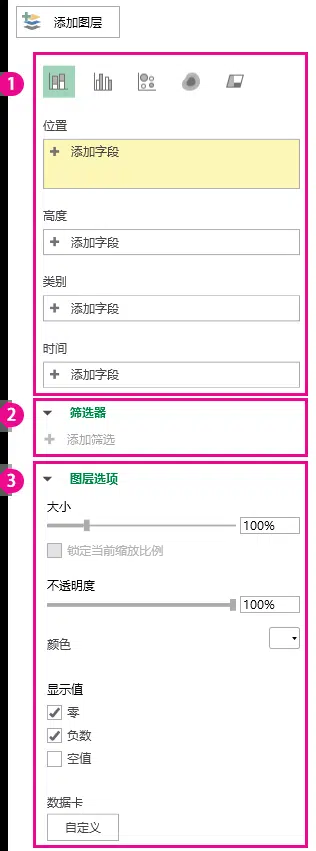 添加图层
1
位置
+ 添加字段
高度
+ 添加字段
类别
+ 添加字段
时间
+ 添加字段
2 筛选器
+ 添加筛选
3 图层选项
大小
100%
锁定当前缩放比例
不透明度
100%
颜色
显示值
零
负数
空值
数据卡
自定义